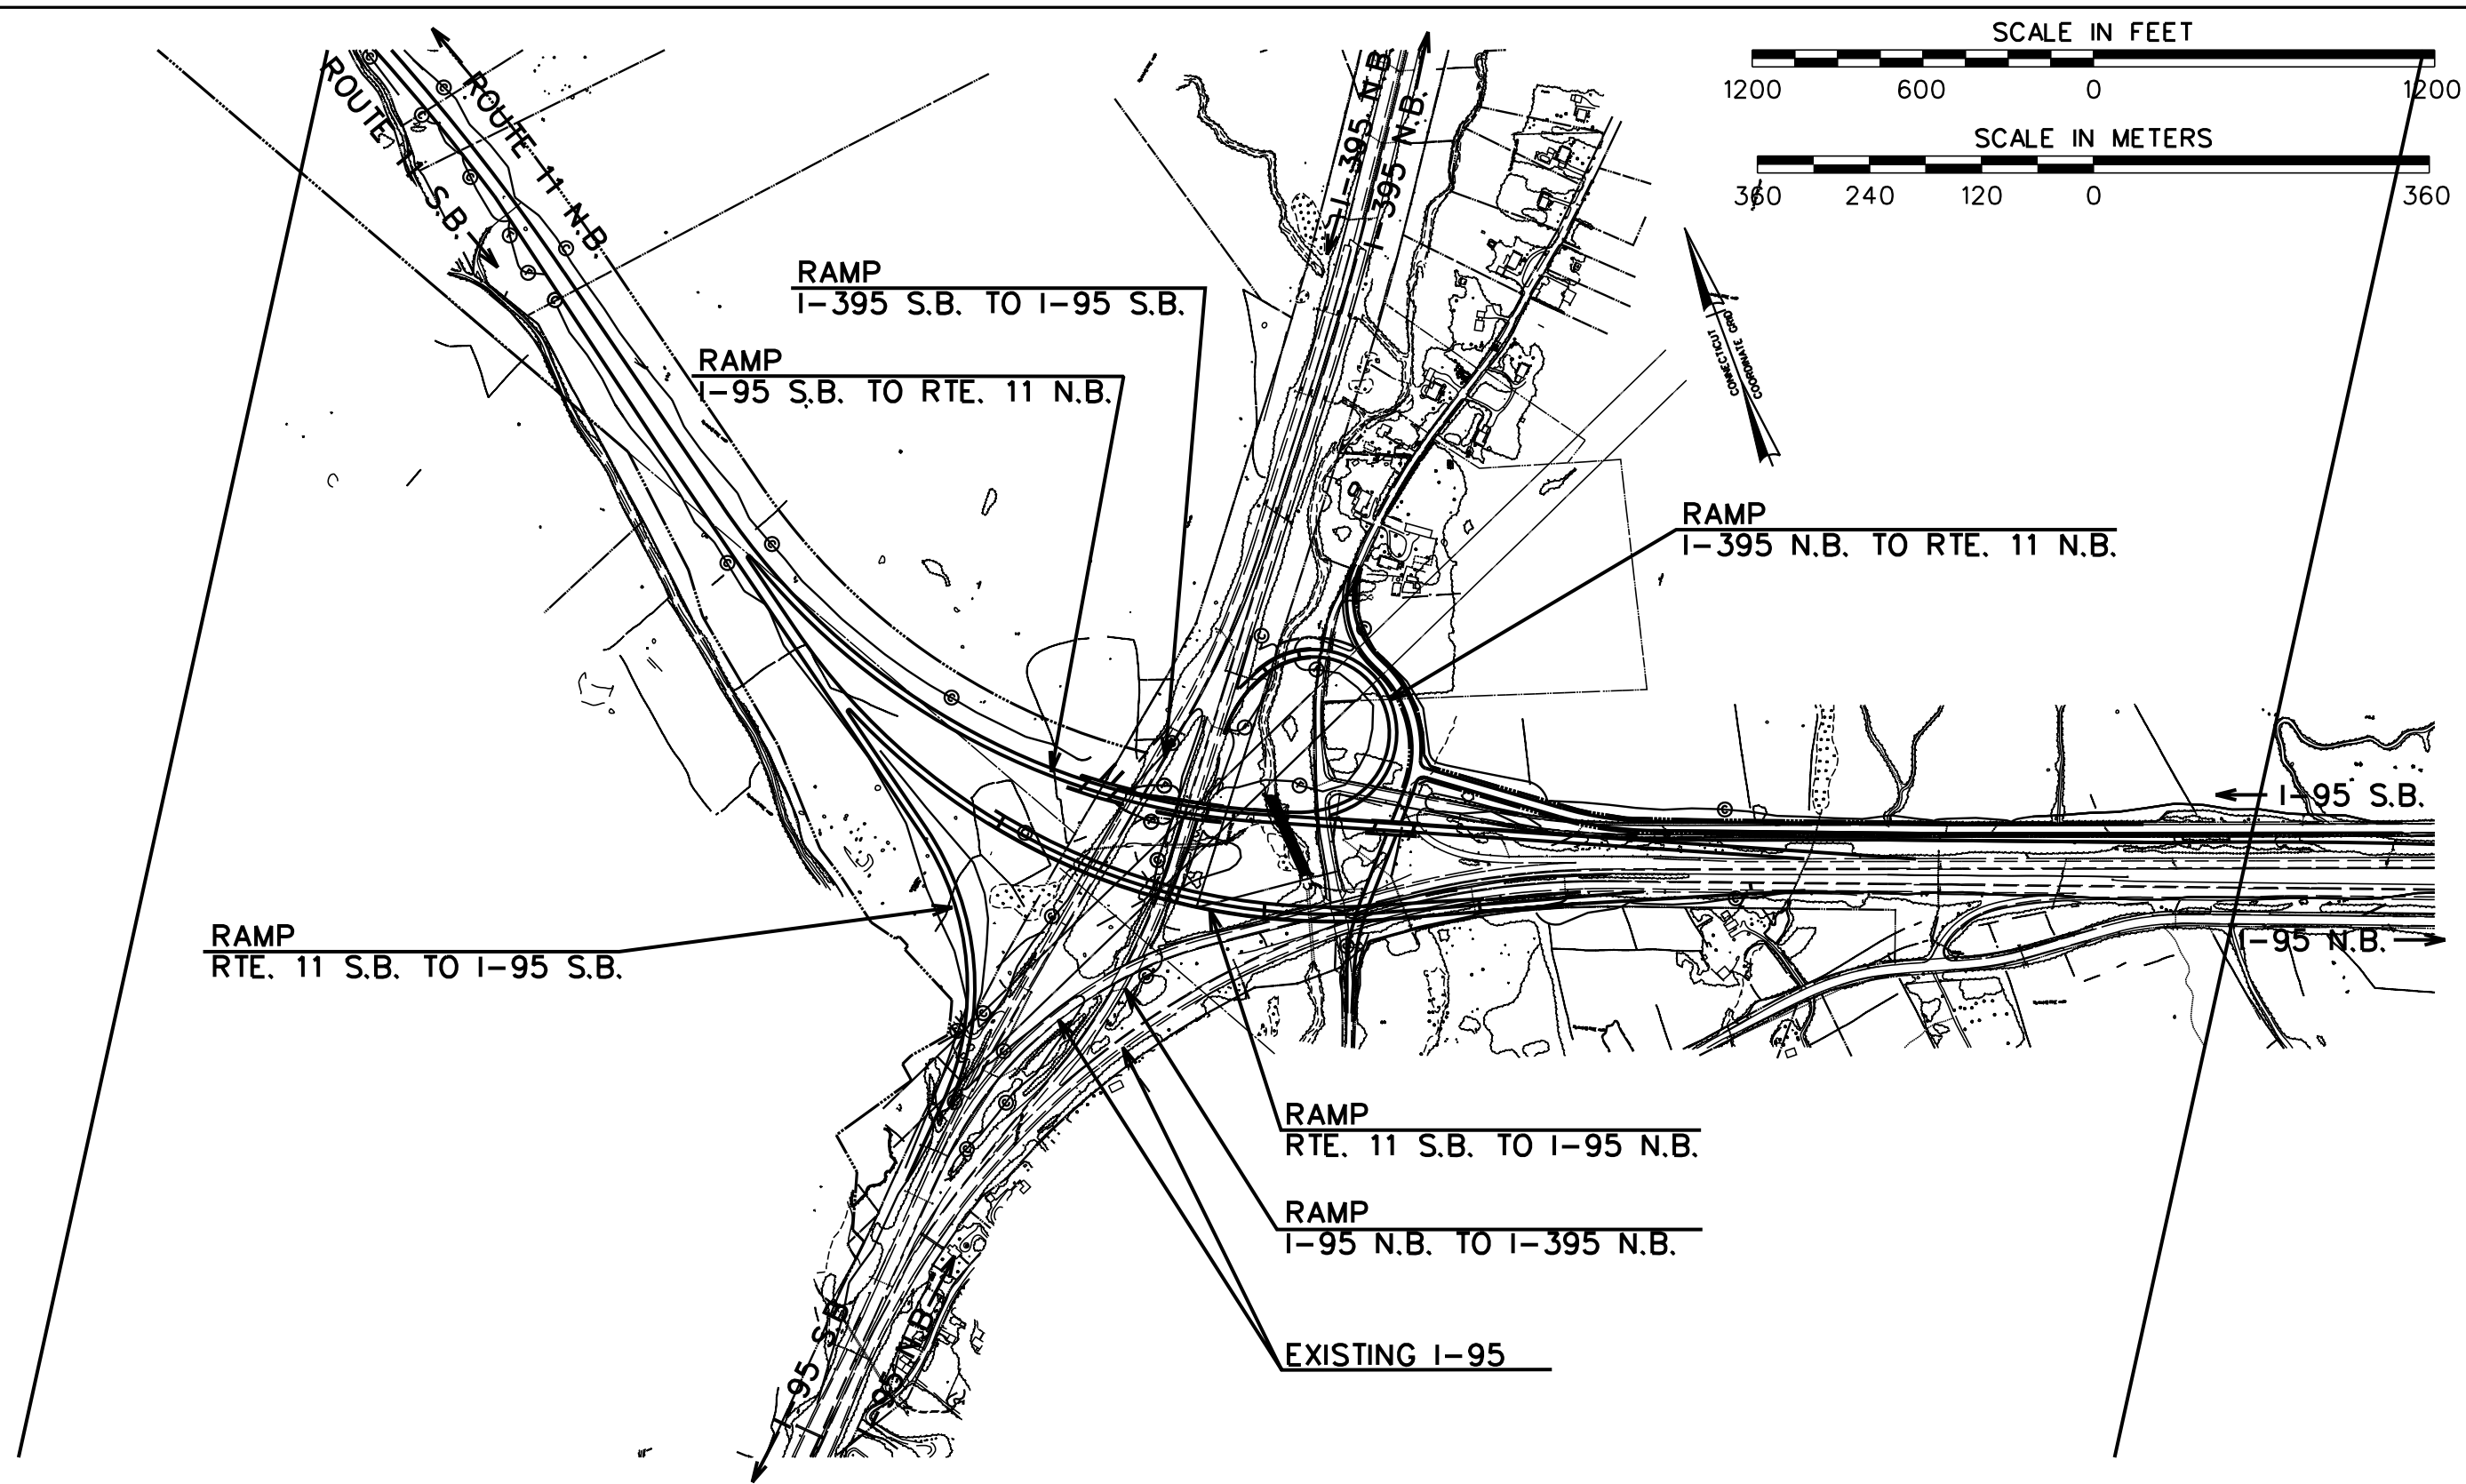 SCALE IN FEET
1200 600 0 1200
SCALE IN METERS
360 240 120 0 360
ROUTE 11 S.B.
ROUTE 11 N.B.
I-395 N.B.
I-395 N.B.
CONNECTICUT
COORDINATE GRID
RAMP
I-395 S.B. TO I-95 S.B.
RAMP
I-95 S.B. TO RTE. 11 N.B.
RAMP
I-395 N.B. TO RTE. 11 N.B.
I-95 S.B.
I-95 N.B.
RAMP
RTE. 11 S.B. TO I-95 S.B.
RAMP
RTE. 11 S.B. TO I-95 N.B.
RAMP
I-95 N.B. TO I-395 N.B.
EXISTING I-95
I-95 S.B.
I-95 N.B.